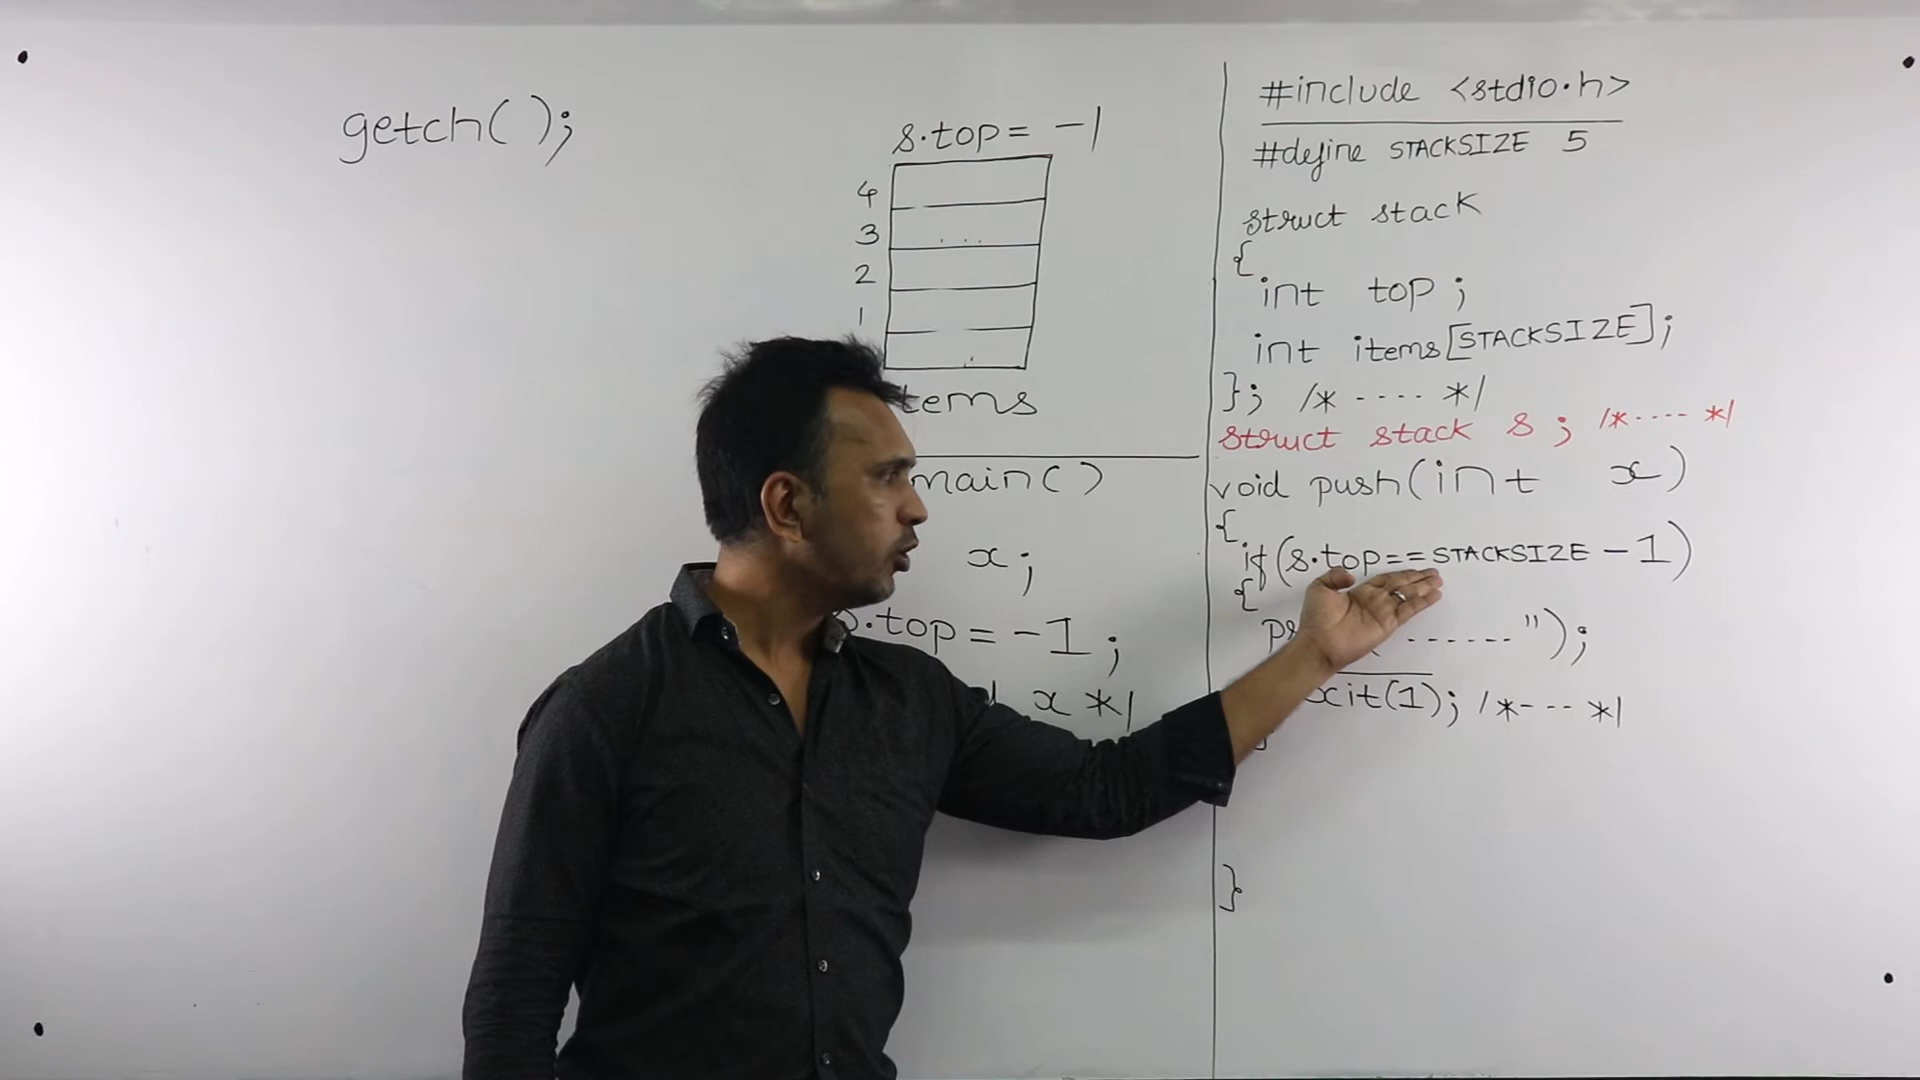 getch();
s.top= -1
4
3
2
1
tems
main()
x;
.top= -1;
x */
#include <stdio.h>
#define STACKSIZE 5
struct stack
{
int top;
int items[STACKSIZE];
}; /* ---- */
struct stack s; /* ---- */
void push(int x)
{
if(s.top==STACKSIZE -1)
{
------");
xit(1); /*--- */
}